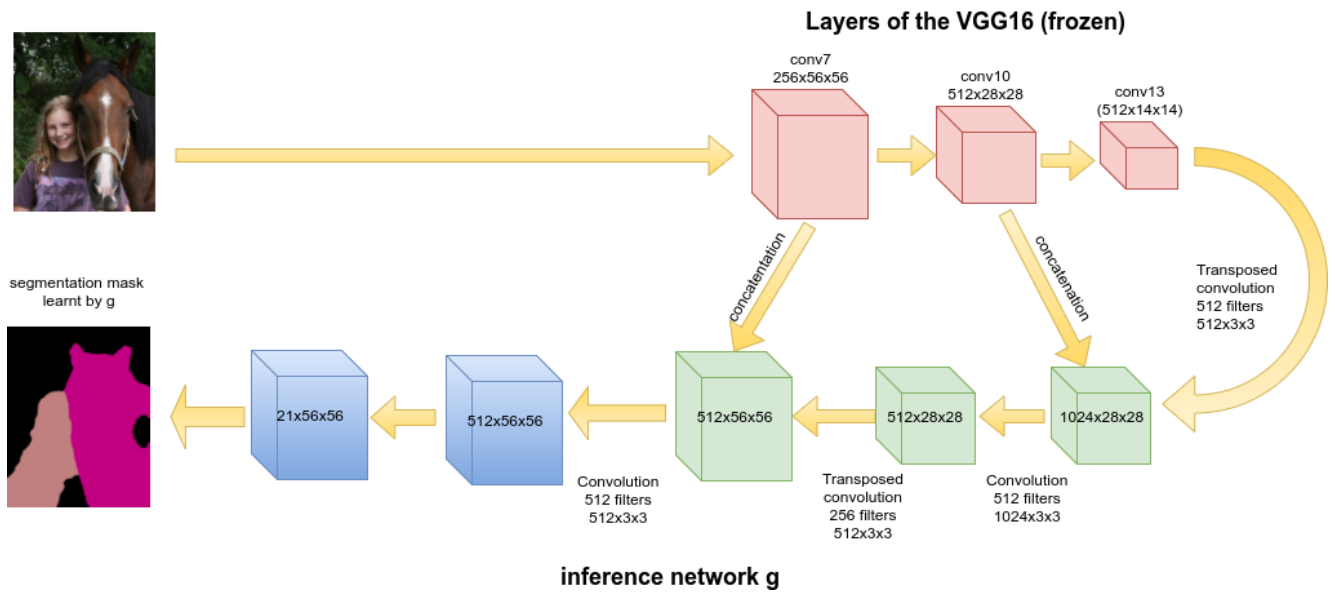 Layers of the VGG16 (frozen)
conv7
256x56x56
conv10
512x28x28
conv13
(512x14x14)
concatentation
concatenation
Transposed
convolution
512 filters
512x3x3
segmentation mask
learnt by g
21x56x56
512x56x56
512x56x56
512x28x28
1024x28x28
Convolution
512 filters
512x3x3
Transposed
convolution
256 filters
512x3x3
Convolution
512 filters
1024x3x3
inference network g